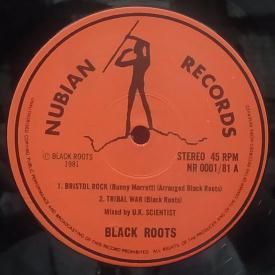 NUBIAN RECORDS
© BLACK ROOTS
1981
STEREO 45 RPM
NR 0001/81 A
1. BRISTOL ROCK (Bunny Marrett) (Arranged Black Roots)
2. TRIBAL WAR (Black Roots)
Mixed by U.K. SCIENTIST
BLACK ROOTS